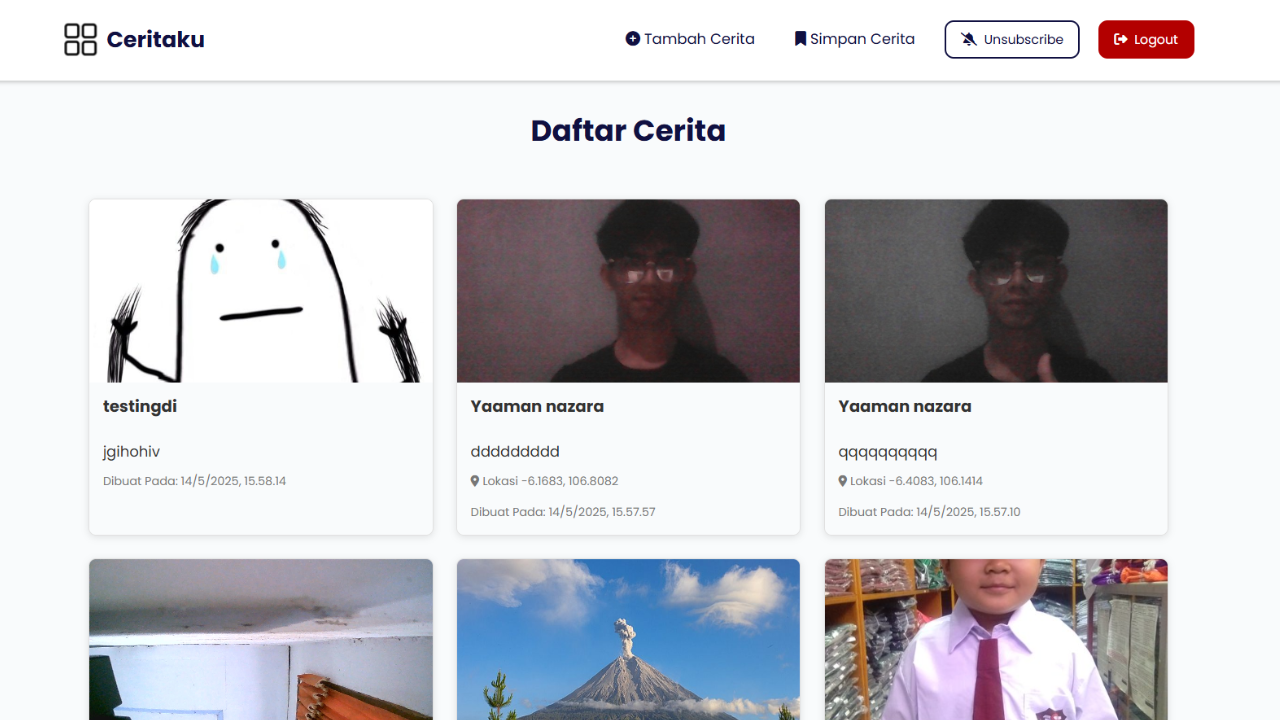 Ceritaku
Tambah Cerita
Simpan Cerita
Unsubscribe
Logout
Daftar Cerita
testingdi
jgihohiv
Dibuat Pada: 14/5/2025, 15.58.14
Yaaman nazara
ddddddddd
Lokasi -6.1683, 106.8082
Dibuat Pada: 14/5/2025, 15.57.57
Yaaman nazara
qqqqqqqqqq
Lokasi -6.4083, 106.1414
Dibuat Pada: 14/5/2025, 15.57.10